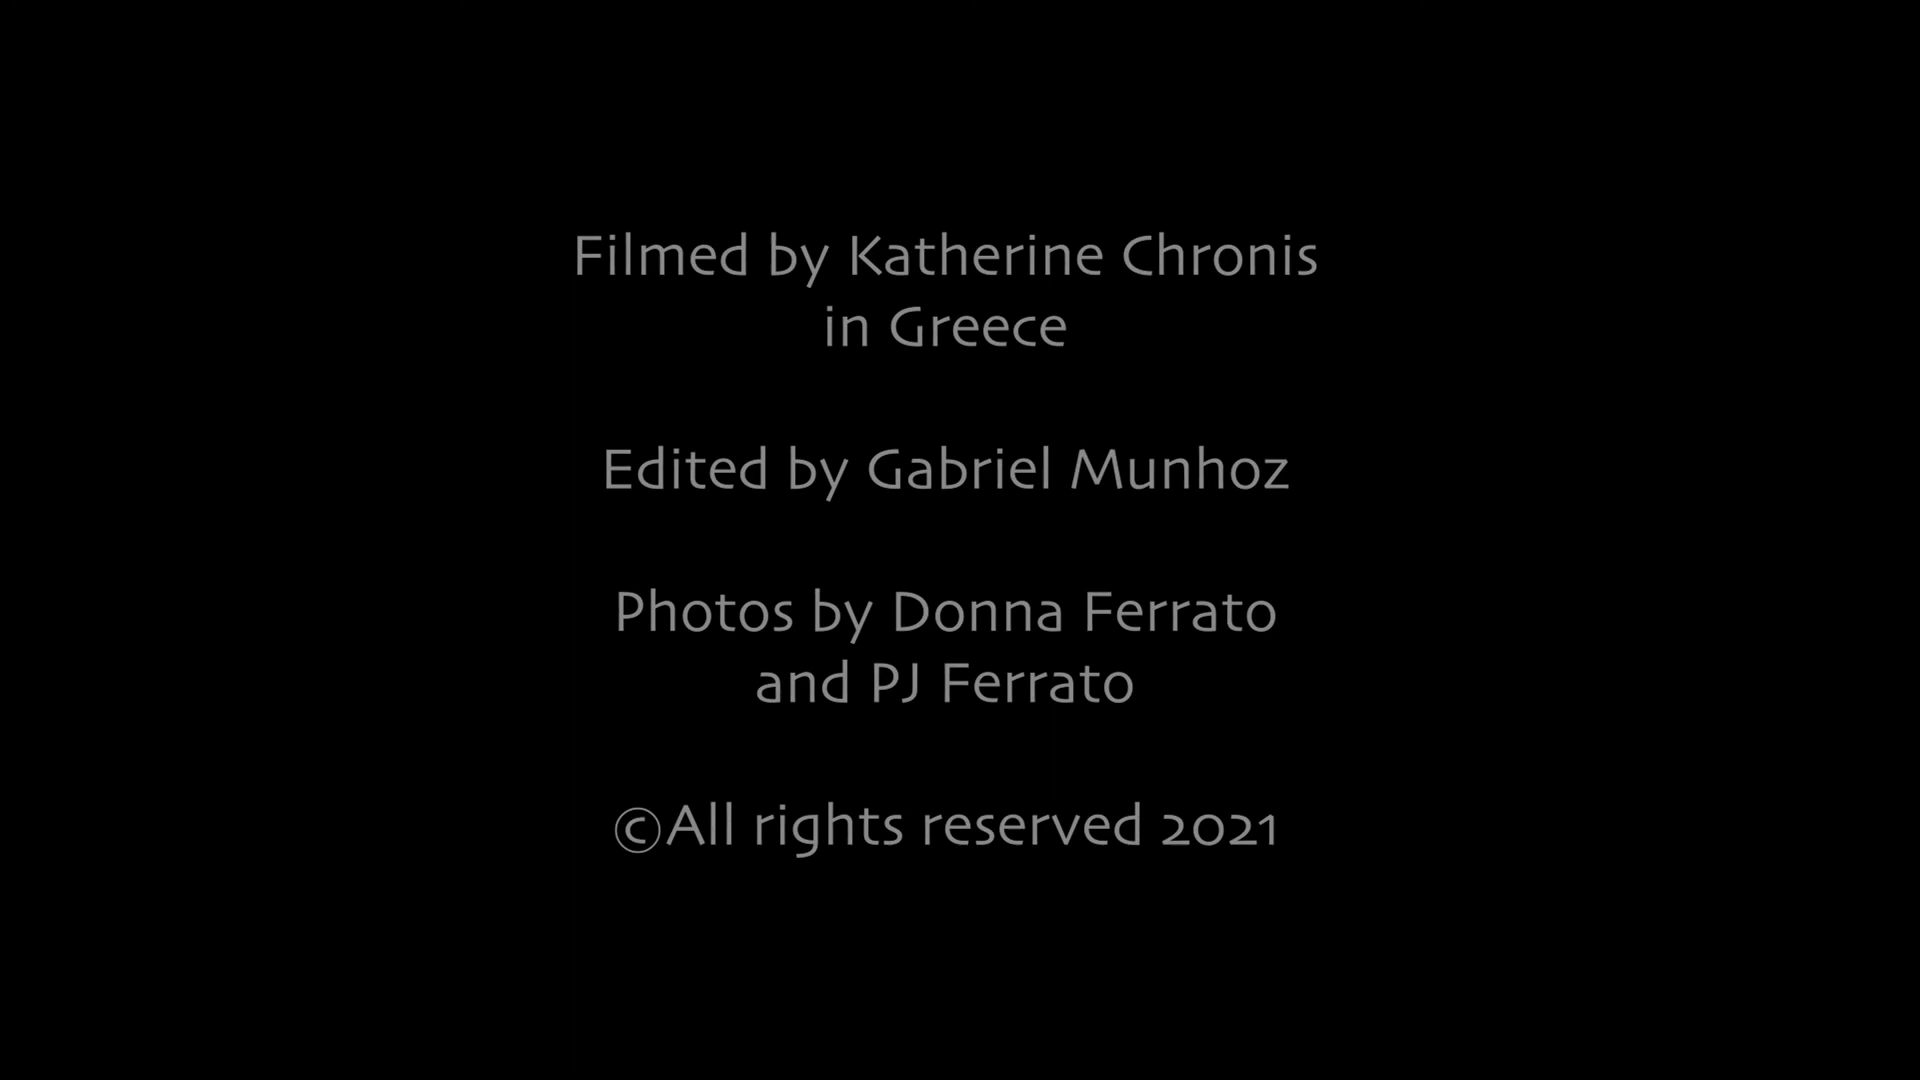 Filmed by Katherine Chronis
in Greece
Edited by Gabriel Munhoz
Photos by Donna Ferrato
and PJ Ferrato
©All rights reserved 2021